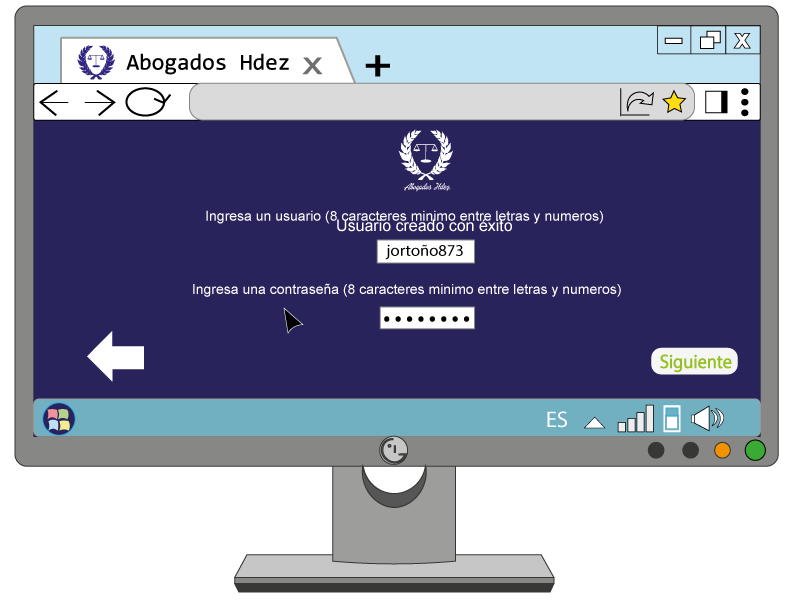 Abogados Hdez X
X
Abogados Hdez.
Ingresa un usuario (8 caracteres minimo entre letras y numeros)
Usuario creado con éxito
jortoño873
Ingresa una contraseña (8 caracteres minimo entre letras y numeros)
Siguiente
ES